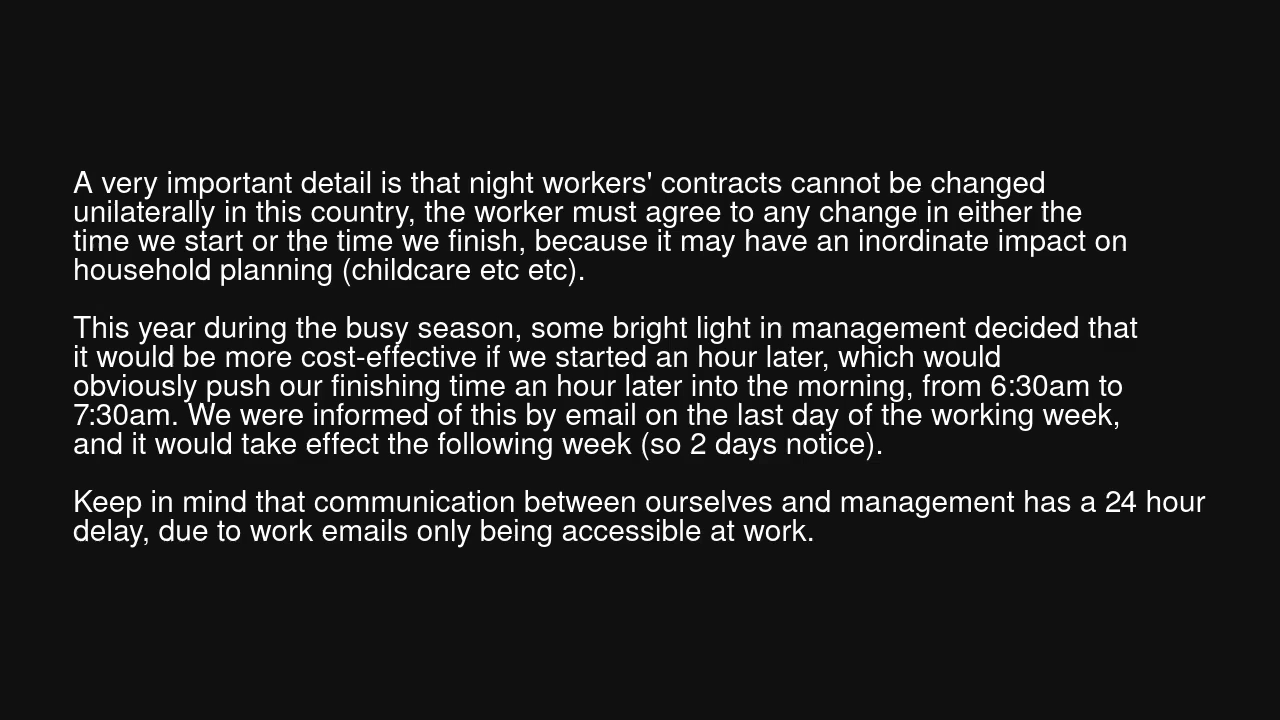 A very important detail is that night workers' contracts cannot be changed
unilaterally in this country, the worker must agree to any change in either the
time we start or the time we finish, because it may have an inordinate impact on
household planning (childcare etc etc).
This year during the busy season, some bright light in management decided that
it would be more cost-effective if we started an hour later, which would
obviously push our finishing time an hour later into the morning, from 6:30am to
7:30am. We were informed of this by email on the last day of the working week,
and it would take effect the following week (so 2 days notice).
Keep in mind that communication between ourselves and management has a 24 hour
delay, due to work emails only being accessible at work.